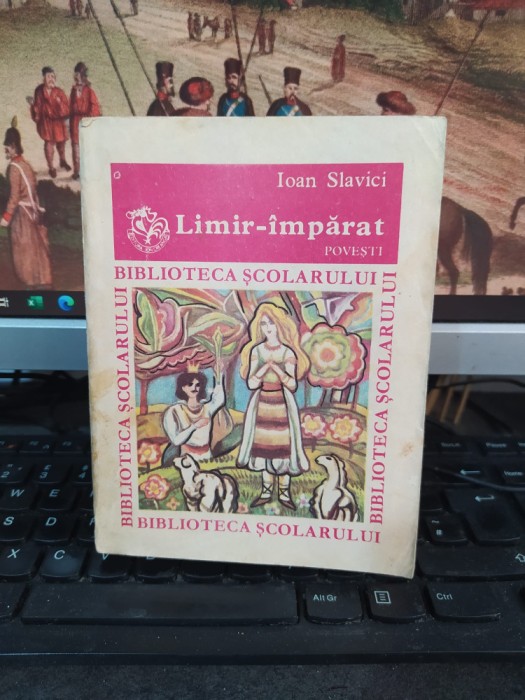 Ioan Slavici
Limir-împărat
POVEȘTI
BIBLIOTECA ȘCOLARULUI
BIBLIOTECA ȘCOLARULUI
BIBLIOTECA ȘCOLARULUI
BIBLIOTECA ȘCOLARULUI
W
E
S
D
Alt Gr
Ctrl